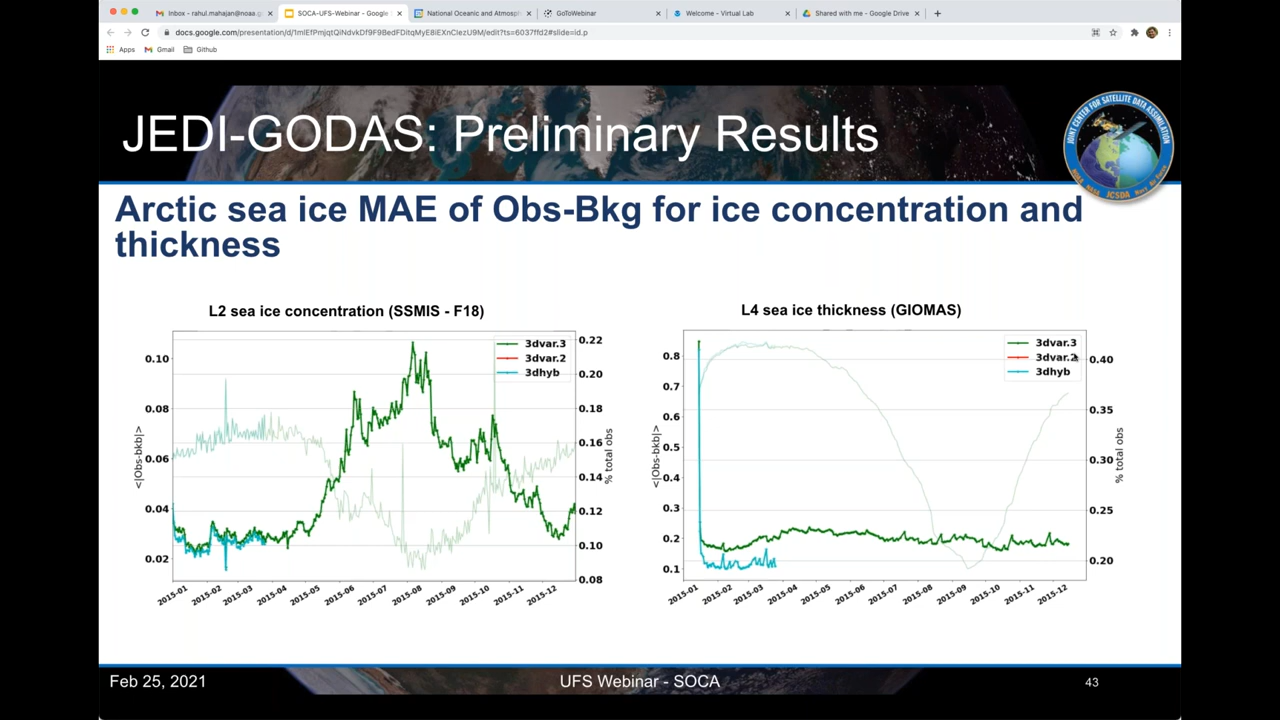 Inbox - rahul.mahajan@noaa.g
SOCA-UFS-Webinar - Google
National Oceanic and Atmosph
GoToWebinar
Welcome - Virtual Lab
Shared with me - Google Drive
Apps
Gmail
Github
JEDI-GODAS: Preliminary Results
JOINT CENTER FOR SATELLITE DATA ASSIMILATION
JCSDA
Arctic sea ice MAE of Obs-Bkg for ice concentration and
thickness
L2 sea ice concentration (SSMIS - F18)
3dvar.3
3dvar.2
3dhyb
0.10
0.08
0.06
0.04
0.02
<|Obs-bkb|>
0.22
0.20
0.18
0.16
0.14
0.12
0.10
0.08
% total obs
2015-01
2015-02
2015-03
2015-04
2015-05
2015-06
2015-07
2015-08
2015-09
2015-10
2015-11
2015-12
L4 sea ice thickness (GIOMAS)
3dvar.3
3dvar.2
3dhyb
0.8
0.7
0.6
0.5
0.4
0.3
0.2
0.1
<|Obs-bkb|>
0.40
0.35
0.30
0.25
0.20
% total obs
2015-01
2015-02
2015-03
2015-04
2015-05
2015-06
2015-07
2015-08
2015-09
2015-10
2015-11
2015-12
Feb 25, 2021
UFS Webinar - SOCA
43